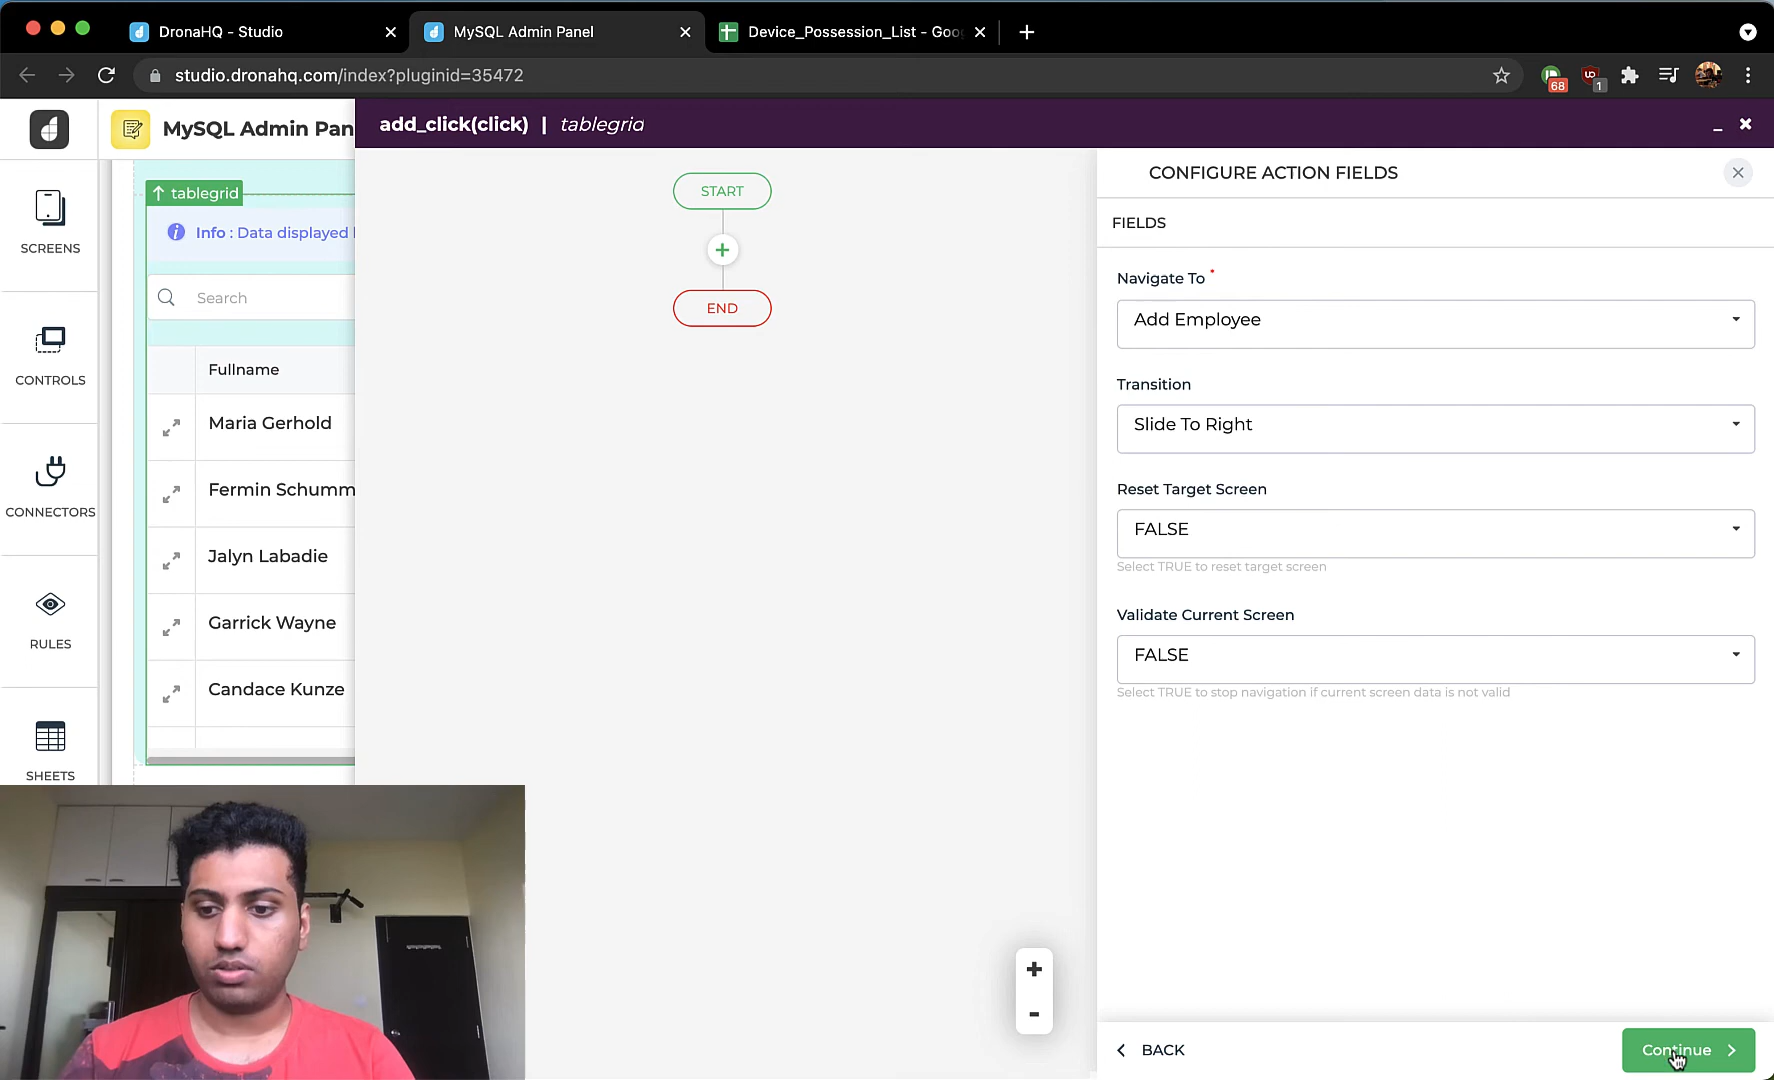 DronaHQ - Studio
MySQL Admin Panel
Device_Possession_List - Goo
studio.dronahq.com/index?pluginid=35472
68
1
MySQL Admin Pan
add_click(click) | tablegrid
SCREENS
CONTROLS
CONNECTORS
RULES
SHEETS
tablegrid
Info : Data displayed
Search
Fullname
Maria Gerhold
Fermin Schumm
Jalyn Labadie
Garrick Wayne
Candace Kunze
START
END
CONFIGURE ACTION FIELDS
FIELDS
Navigate To *
Add Employee
Transition
Slide To Right
Reset Target Screen
FALSE
Select TRUE to reset target screen
Validate Current Screen
FALSE
Select TRUE to stop navigation if current screen data is not valid
BACK
Continue